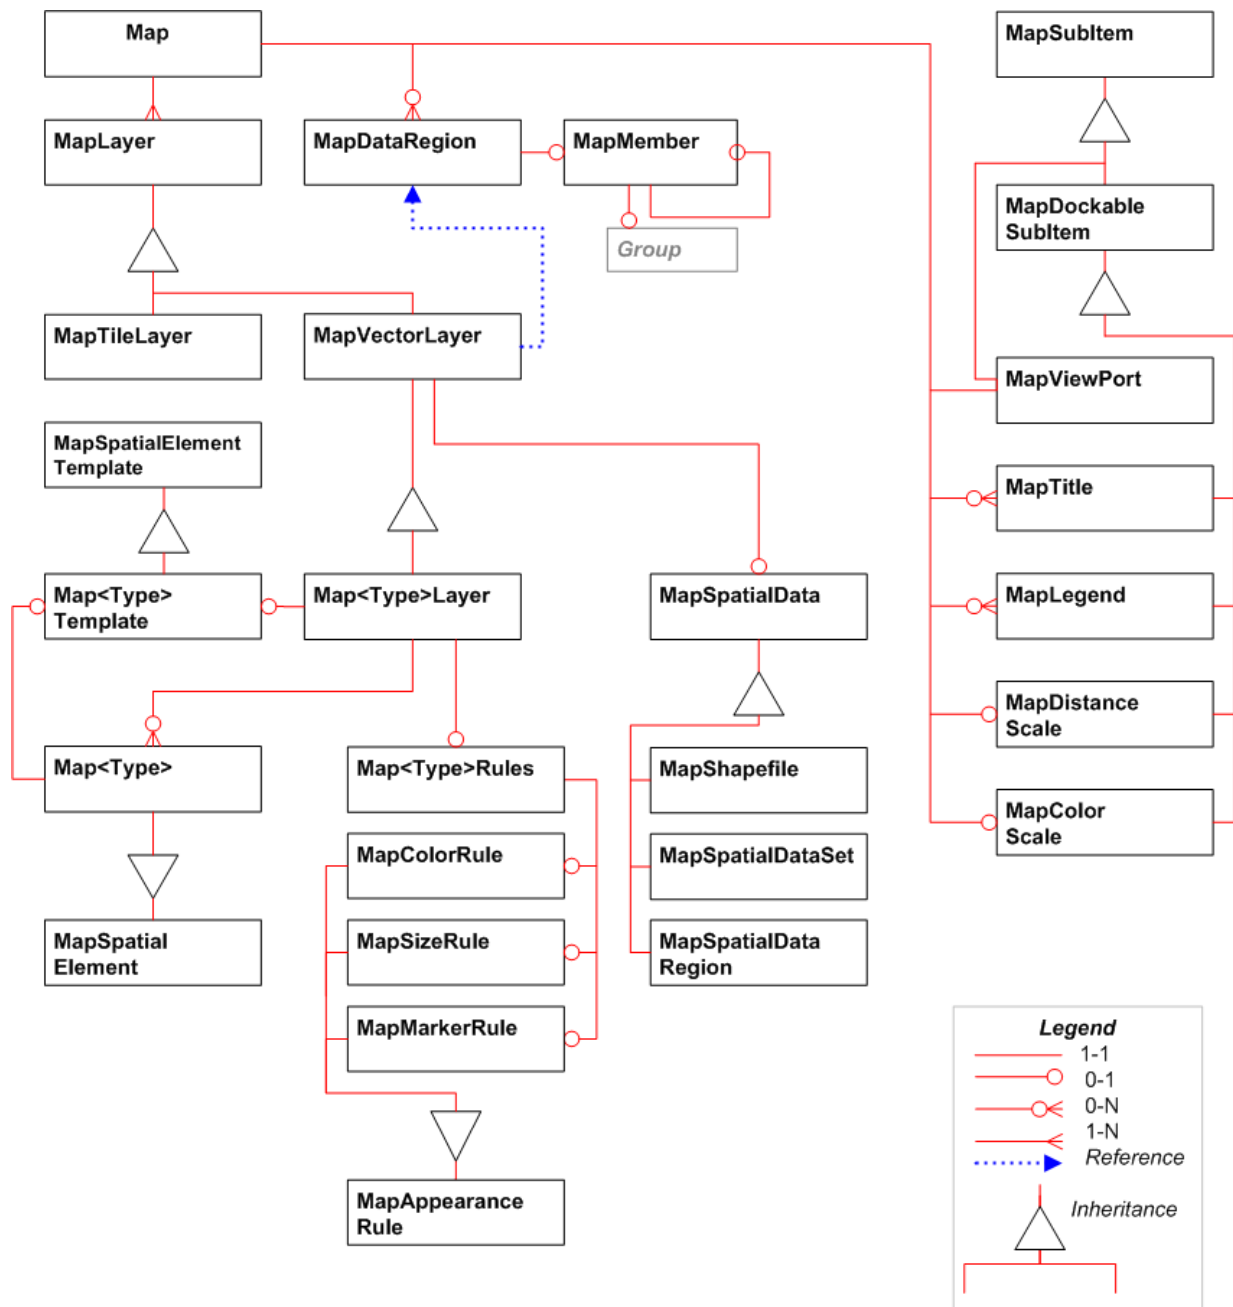 Map
MapSubItem
MapLayer
MapDataRegion
MapMember
MapDockable
SubItem
Group
MapTileLayer
MapVectorLayer
MapViewPort
MapSpatialElement
Template
MapTitle
Map<Type>
Template
Map<Type>Layer
MapSpatialData
MapLegend
MapDistance
Scale
Map<Type>
Map<Type>Rules
MapShapefile
MapColor
Scale
MapColorRule
MapSpatialDataSet
MapSpatial
Element
MapSizeRule
MapSpatialData
Region
MapMarkerRule
MapAppearance
Rule
Legend
1-1
0-1
0-N
1-N
Reference
Inheritance